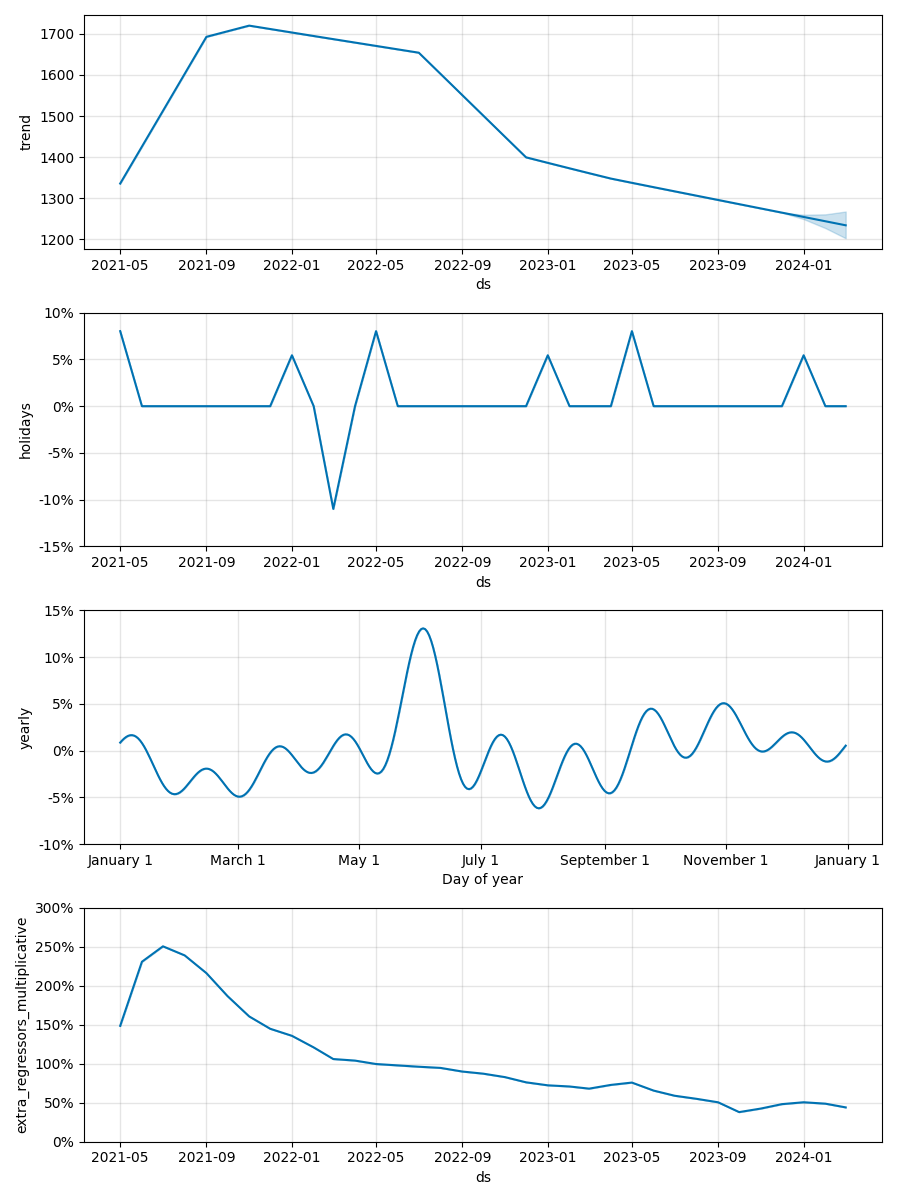 1700
1600
1500
1400
1300
1200
trend
2021-05 2021-09 2022-01 2022-05 2022-09 2023-01 2023-05 2023-09 2024-01
ds
10%
5%
0%
-5%
-10%
-15%
holidays
2021-05 2021-09 2022-01 2022-05 2022-09 2023-01 2023-05 2023-09 2024-01
ds
15%
10%
5%
0%
-5%
-10%
yearly
January 1 March 1 May 1 July 1 September 1 November 1 January 1
Day of year
300%
250%
200%
150%
100%
50%
0%
extra_regressors_multiplicative
2021-05 2021-09 2022-01 2022-05 2022-09 2023-01 2023-05 2023-09 2024-01
ds